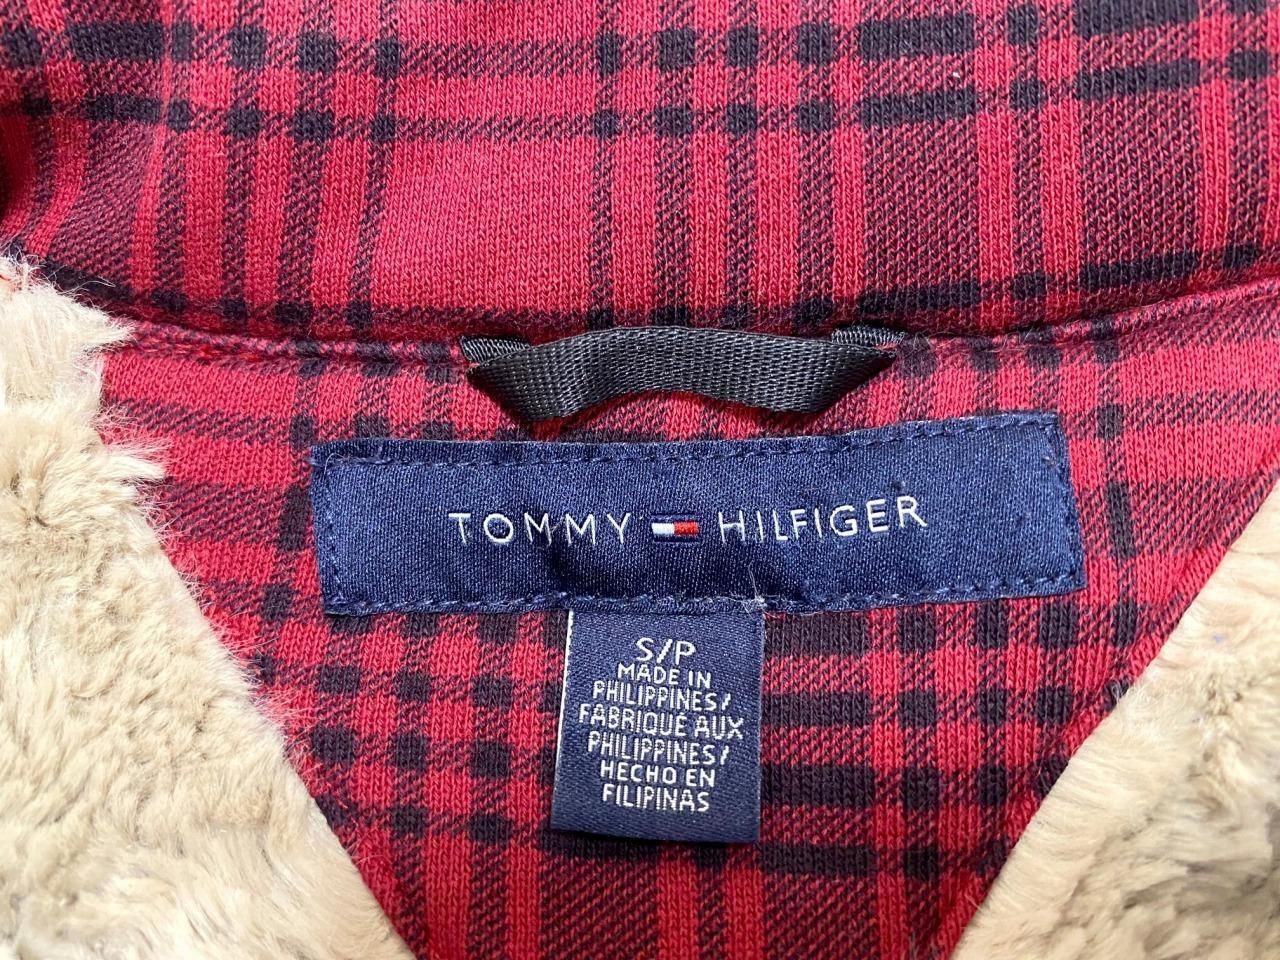 TOMMY HILFIGER
S/P
MADE IN
PHILIPPINES/
FABRIQUÉ AUX
PHILIPPINES/
HECHO EN
FILIPINAS